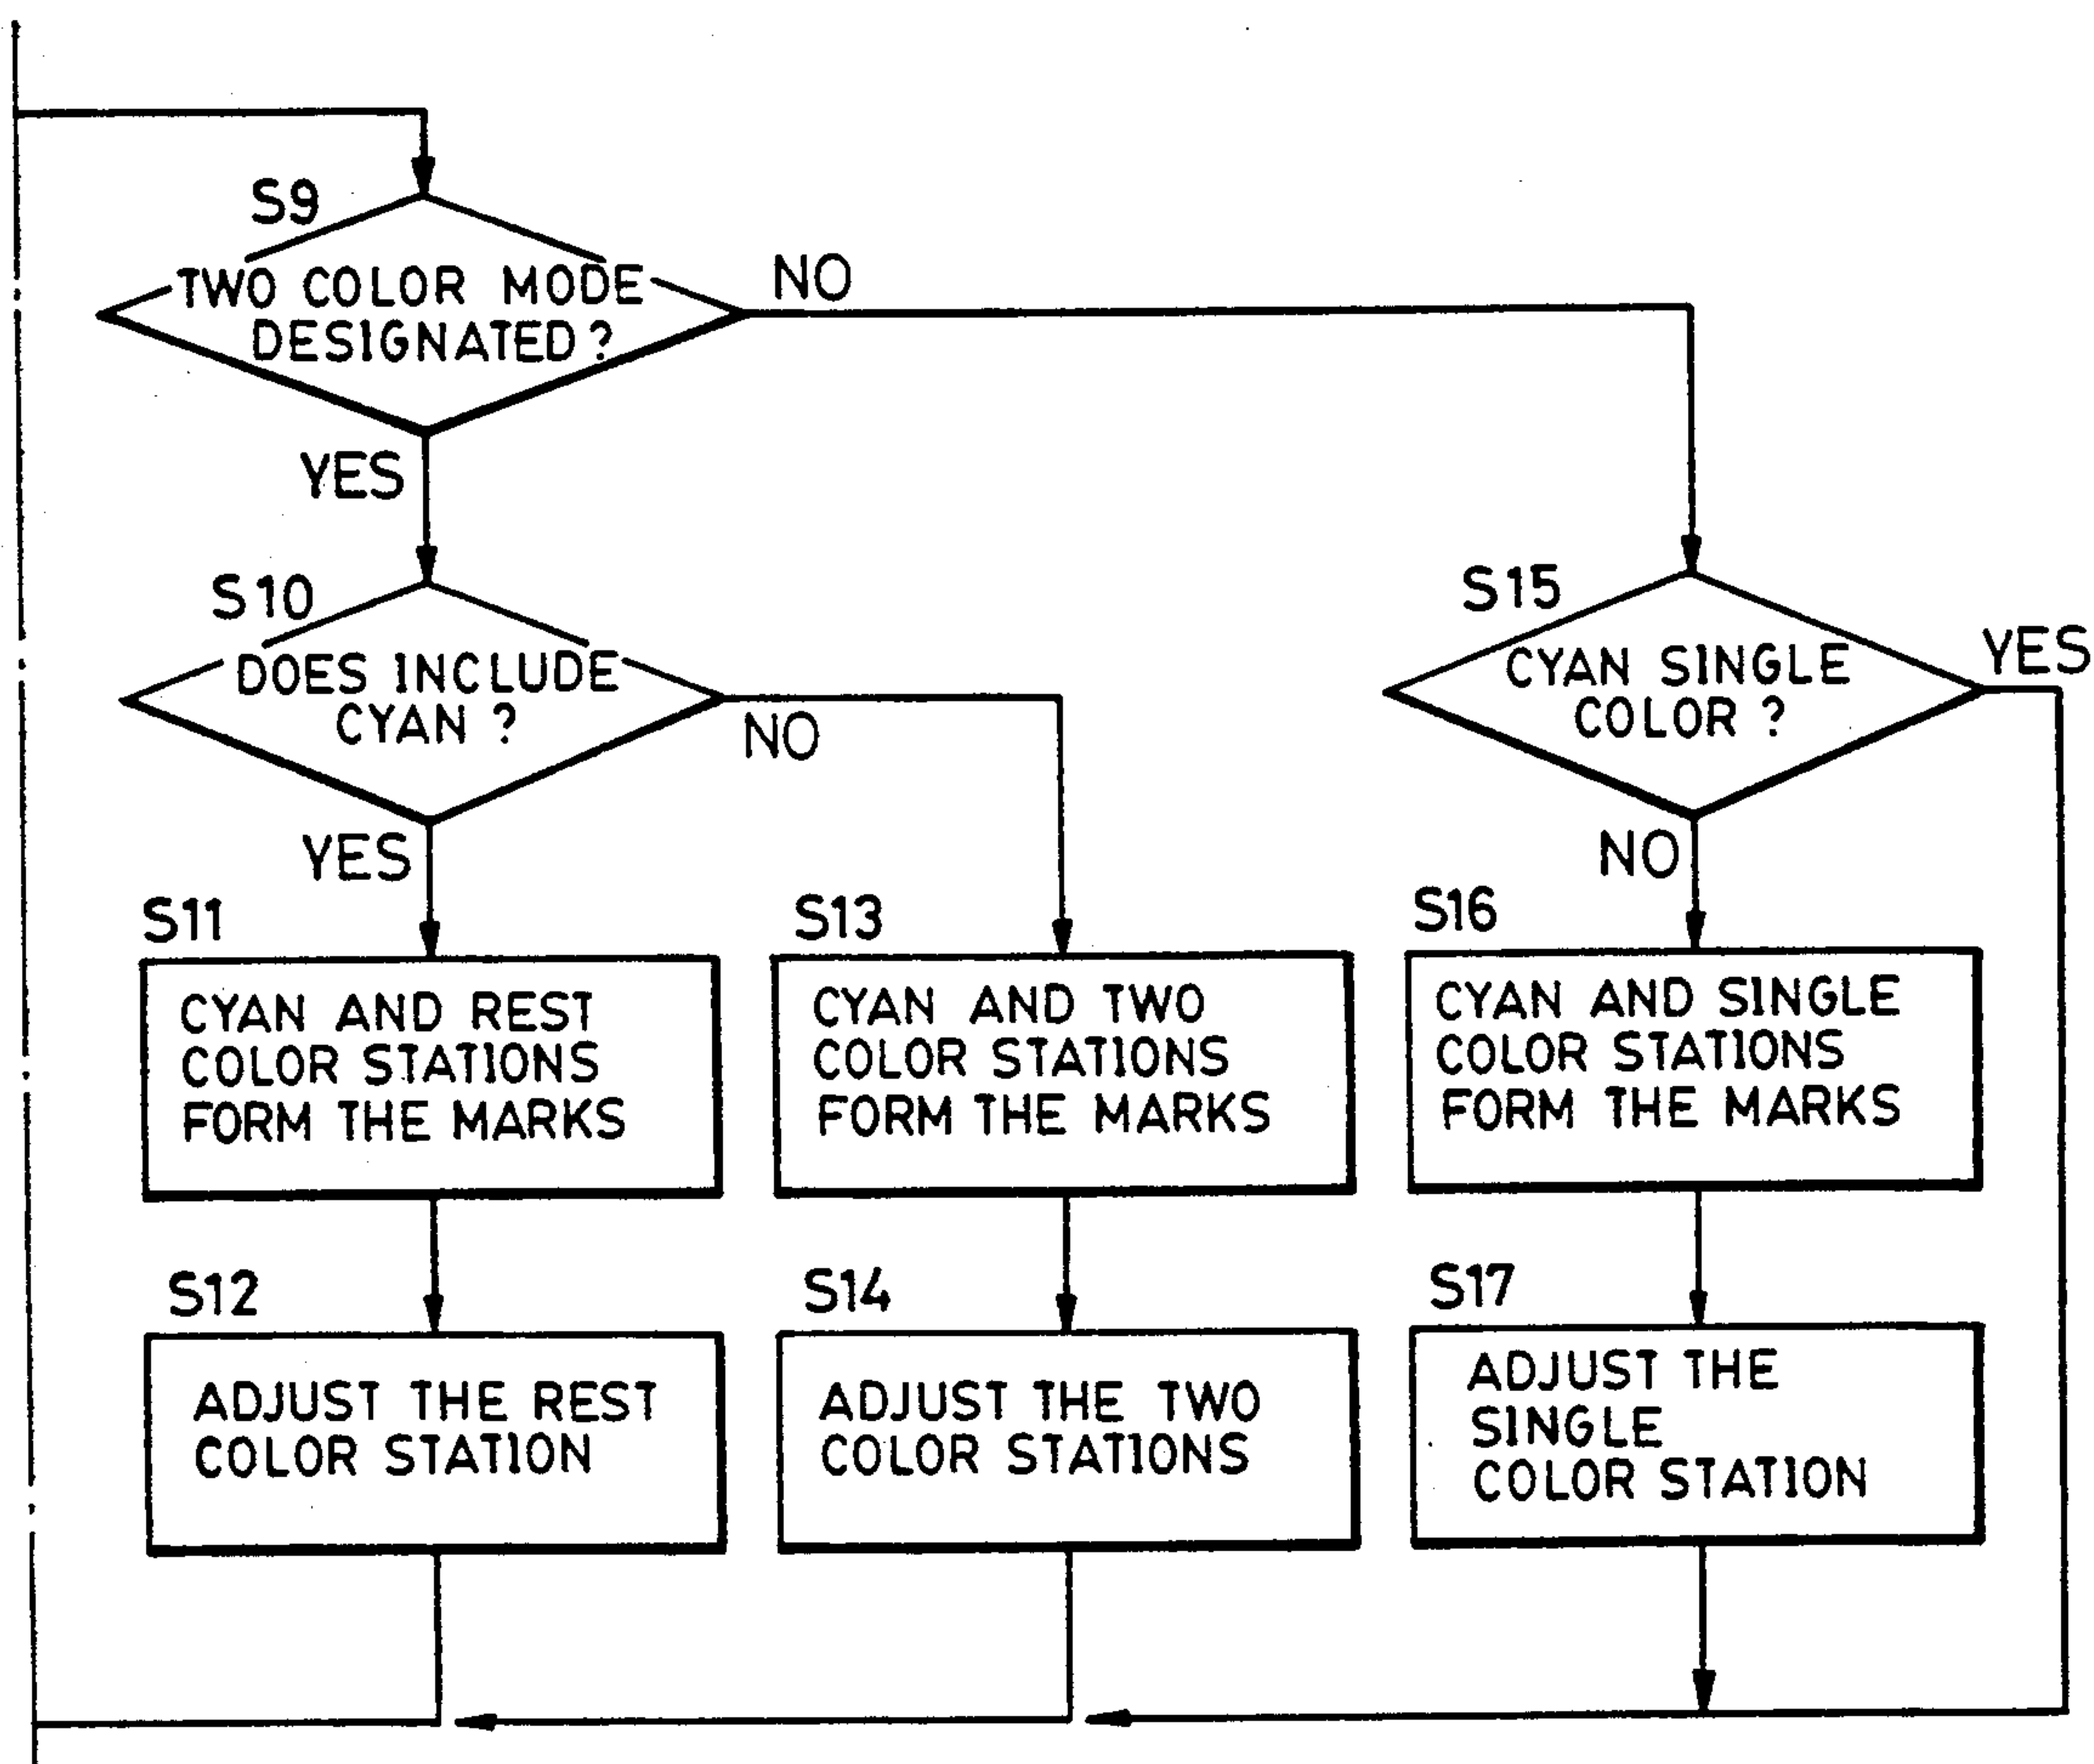 S9
TWO COLOR MODE
DESIGNATED?
NO
YES
S10
DOES INCLUDE
CYAN ?
NO
YES
S11
CYAN AND REST
COLOR STATIONS
FORM THE MARKS
S12
ADJUST THE REST
COLOR STATION
S13
CYAN AND TWO
COLOR STATIONS
FORM THE MARKS
S14
ADJUST THE TWO
COLOR STATIONS
S15
CYAN SINGLE
COLOR ?
YES
NO
S16
CYAN AND SINGLE
COLOR STATIONS
FORM THE MARKS
S17
ADJUST THE
SINGLE
COLOR STATION